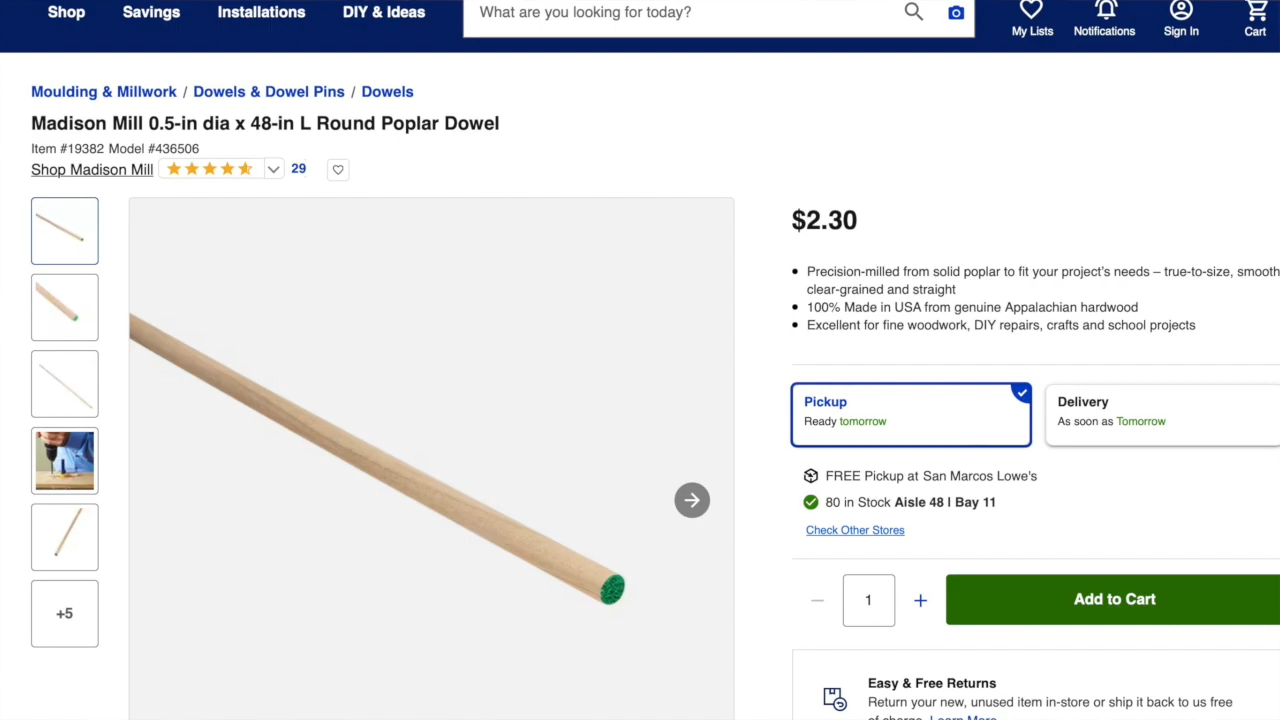 Shop
Savings
Installations
DIY & Ideas
What are you looking for today?
My Lists
Notifications
Sign In
Cart
Moulding & Millwork / Dowels & Dowel Pins / Dowels
Madison Mill 0.5-in dia x 48-in L Round Poplar Dowel
Item #19382 Model #436506
Shop Madison Mill
29
+5
$2.30
Precision-milled from solid poplar to fit your project's needs – true-to-size, smooth
clear-grained and straight
100% Made in USA from genuine Appalachian hardwood
Excellent for fine woodwork, DIY repairs, crafts and school projects
Pickup
Ready tomorrow
Delivery
As soon as Tomorrow
FREE Pickup at San Marcos Lowe's
80 in Stock Aisle 48 | Bay 11
Check Other Stores
1
Add to Cart
Easy & Free Returns
Return your new, unused item in-store or ship it back to us free
of charge. Learn More